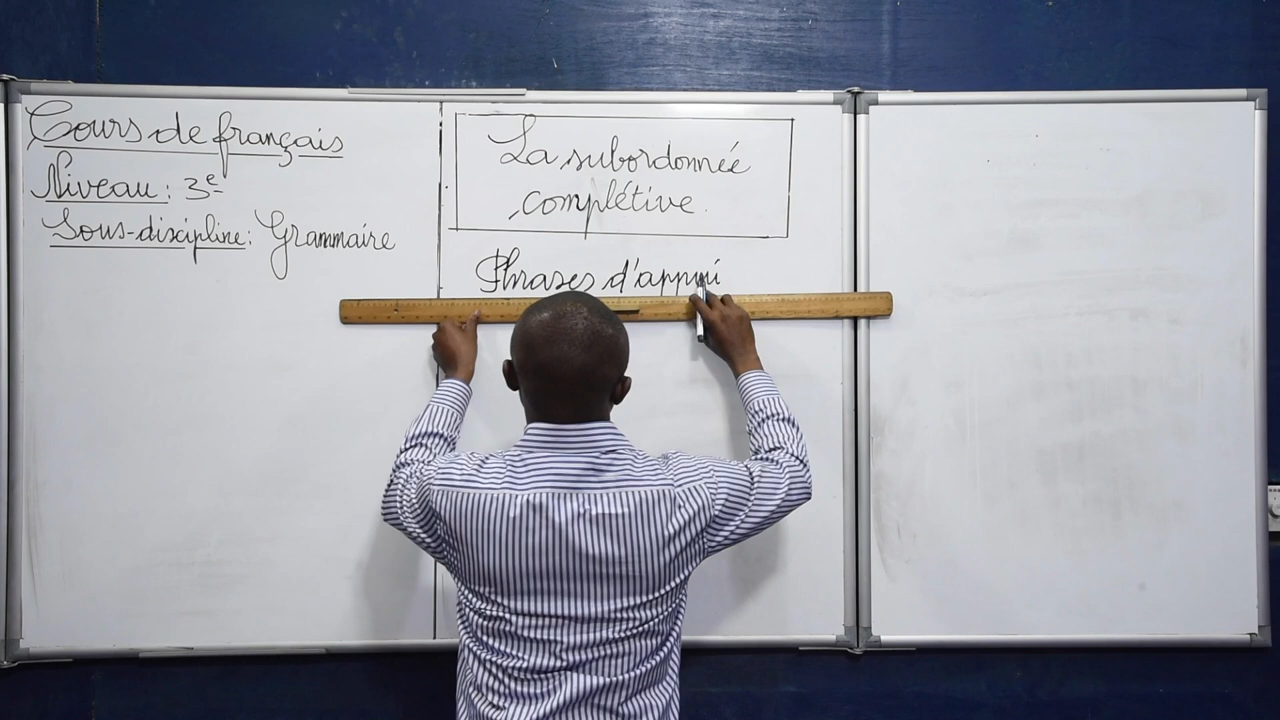 Cours de français
Niveau : 3e
Sous-discipline : Grammaire
La subordonnée
complétive.
Phrases d'appui